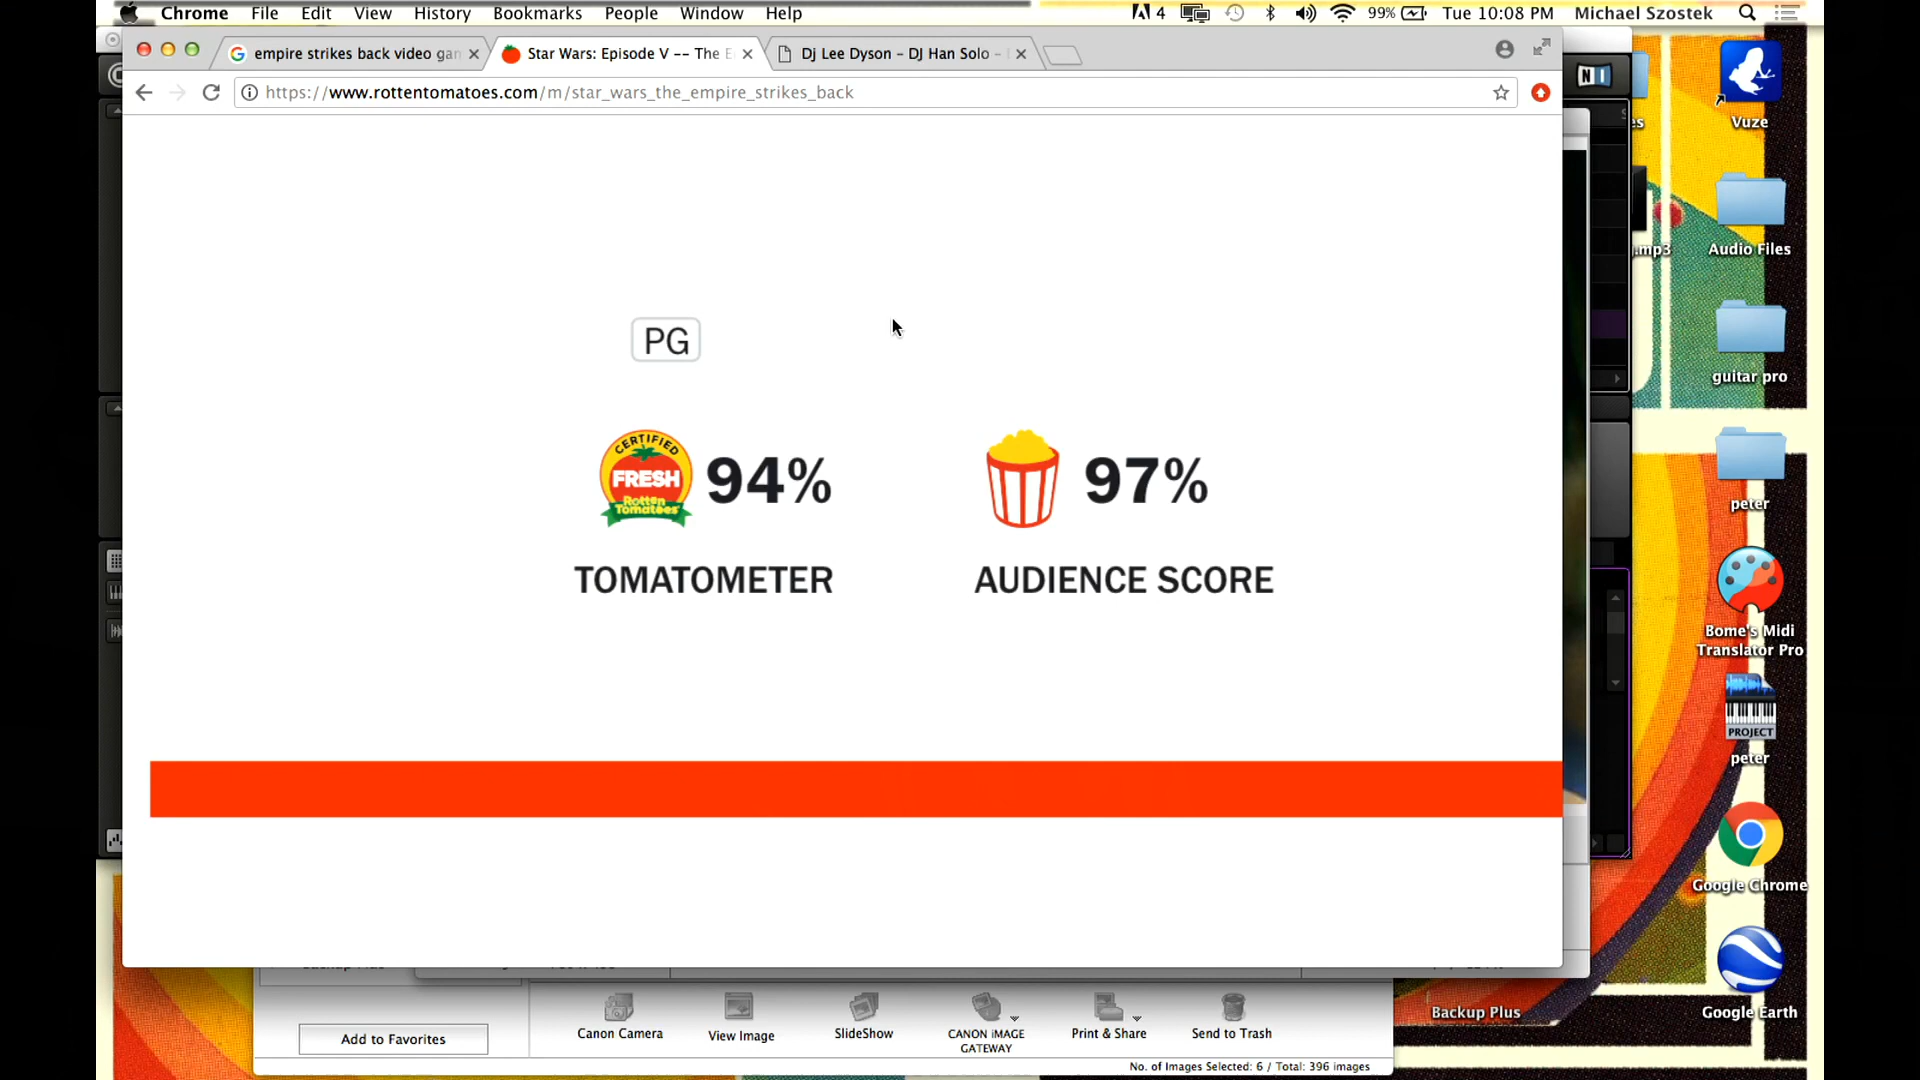 Chrome File Edit View History Bookmarks People Window Help 4 99% Tue 10:08 PM Michael Szostek
empire strikes back video gam
Star Wars: Episode V -- The E
Dj Lee Dyson – DJ Han Solo –
https://www.rottentomatoes.com/m/star_wars_the_empire_strikes_back
NI
Vuze
.mp3
Audio Files
guitar pro
PG
CERTIFIED
FRESH
Rotten
Tomatoes
94%
97%
TOMATOMETER
AUDIENCE SCORE
peter
Bome's Midi
Translator Pro
PROJECT
peter
Google Chrome
Google Earth
Backup Plus
Add to Favorites
Canon Camera
View Image
SlideShow
CANON iMAGE
GATEWAY
Print & Share
Send to Trash
No. of Images Selected: 6 / Total: 396 images